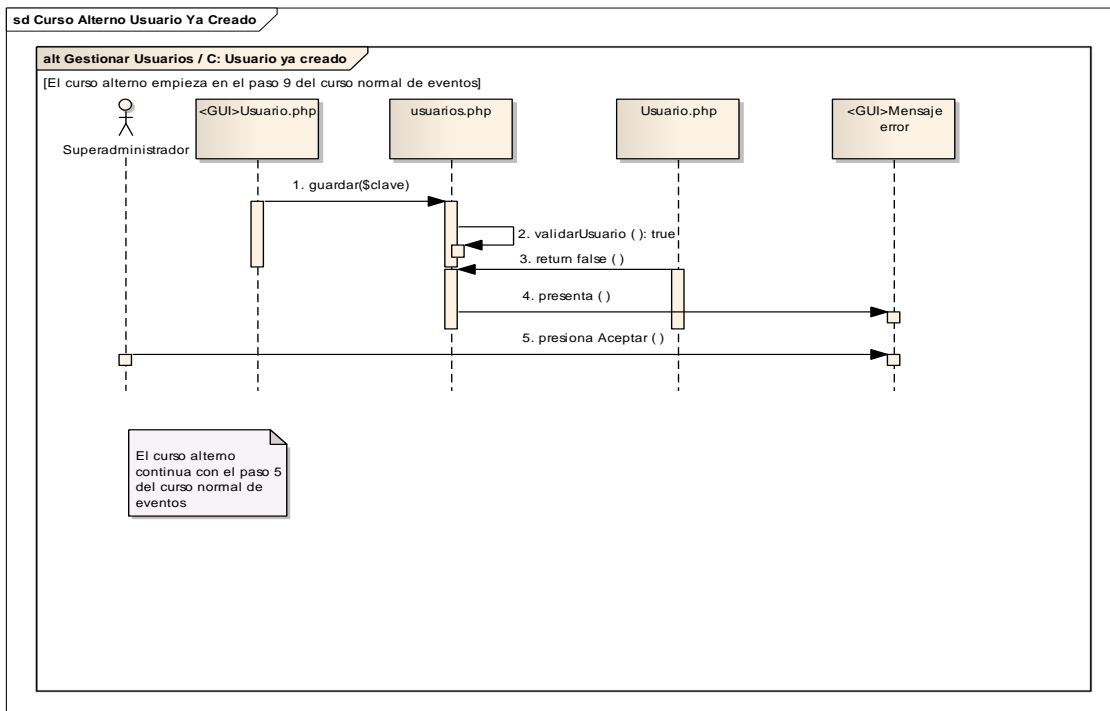 sd Curso Alterno Usuario Ya Creado
alt Gestionar Usuarios / C: Usuario ya creado
[El curso alterno empieza en el paso 9 del curso normal de eventos]
Superadministrador
<GUI>Usuario.php
usuarios.php
Usuario.php
<GUI>Mensaje
error
1. guardar($clave)
2. validarUsuario ( ): true
3. return false ( )
4. presenta ( )
5. presiona Aceptar ( )
El curso alterno
continua con el paso 5
del curso normal de
eventos